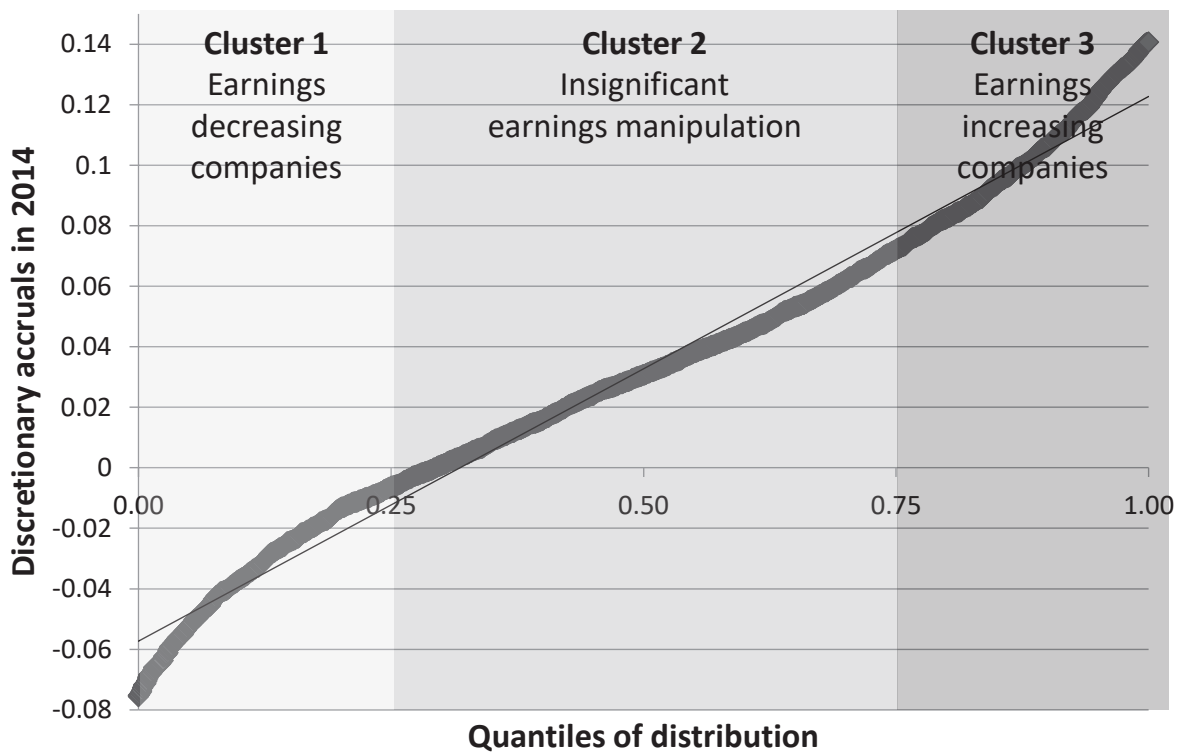 Cluster 1
Earnings
decreasing
companies
Cluster 2
Insignificant
earnings manipulation
Cluster 3
Earnings
increasing
companies
Discretionary accruals in 2014
0.14
0.12
0.1
0.08
0.06
0.04
0.02
0
-0.02
-0.04
-0.06
-0.08
0.00
0.25
0.50
0.75
1.00
Quantiles of distribution